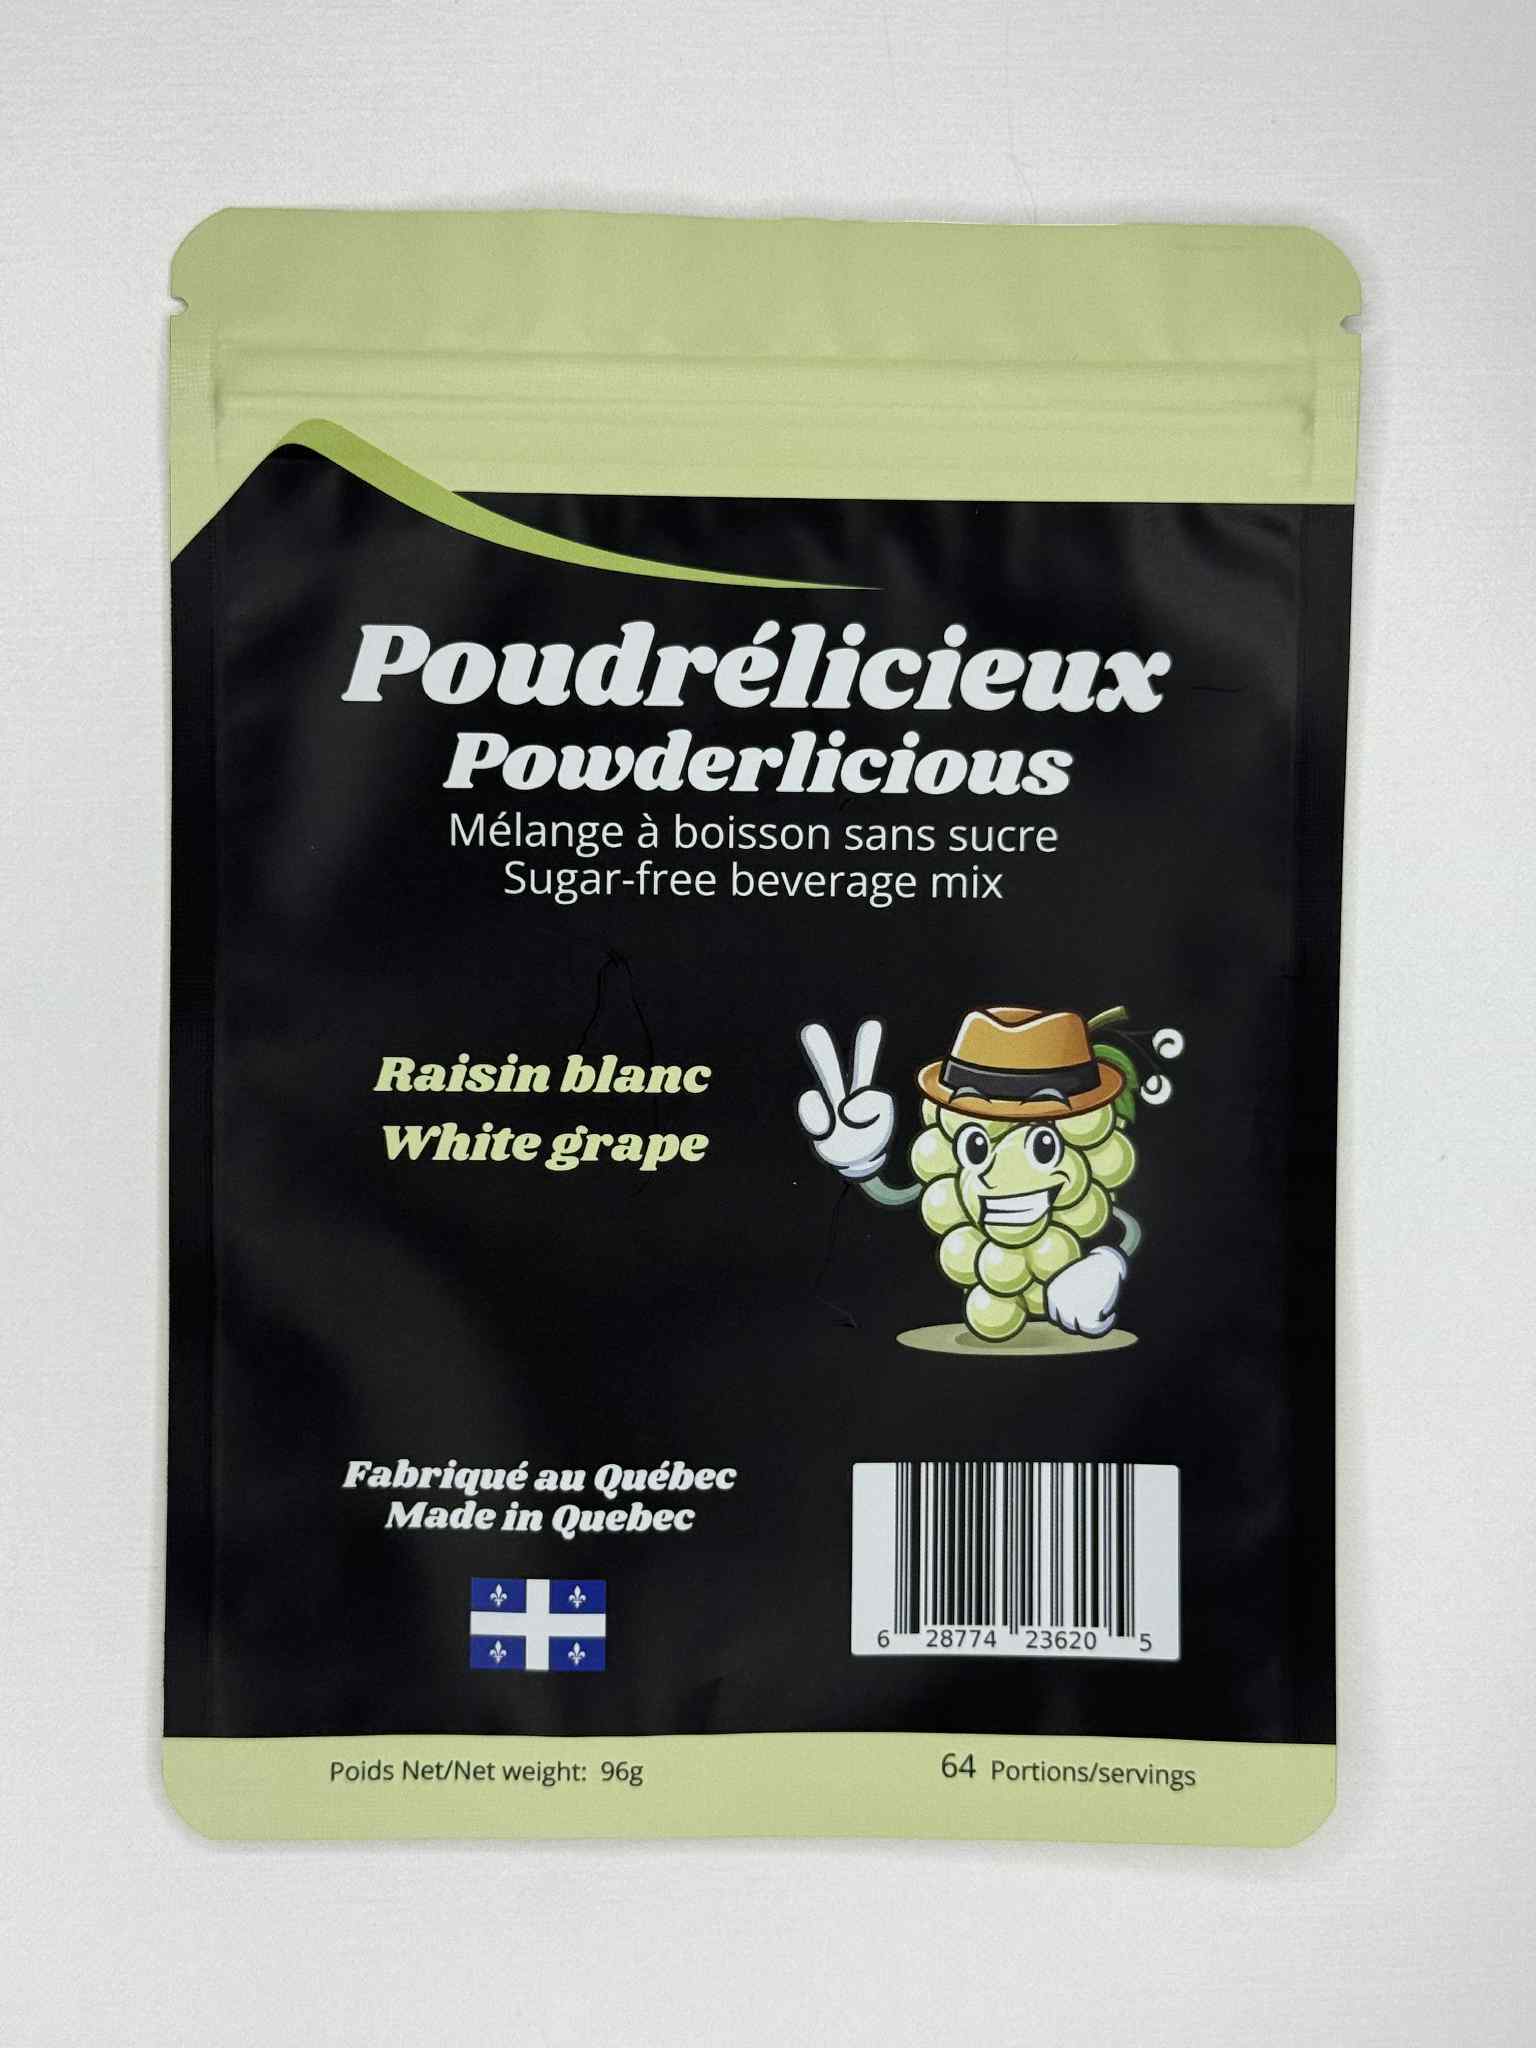 Poudrélicieux
Powderlicious
Mélange à boisson sans sucre
Sugar-free beverage mix
Raisin blanc
White grape
Fabriqué au Québec
Made in Quebec
6 28774 23620 5
Poids Net/Net weight: 96g
64 Portions/servings